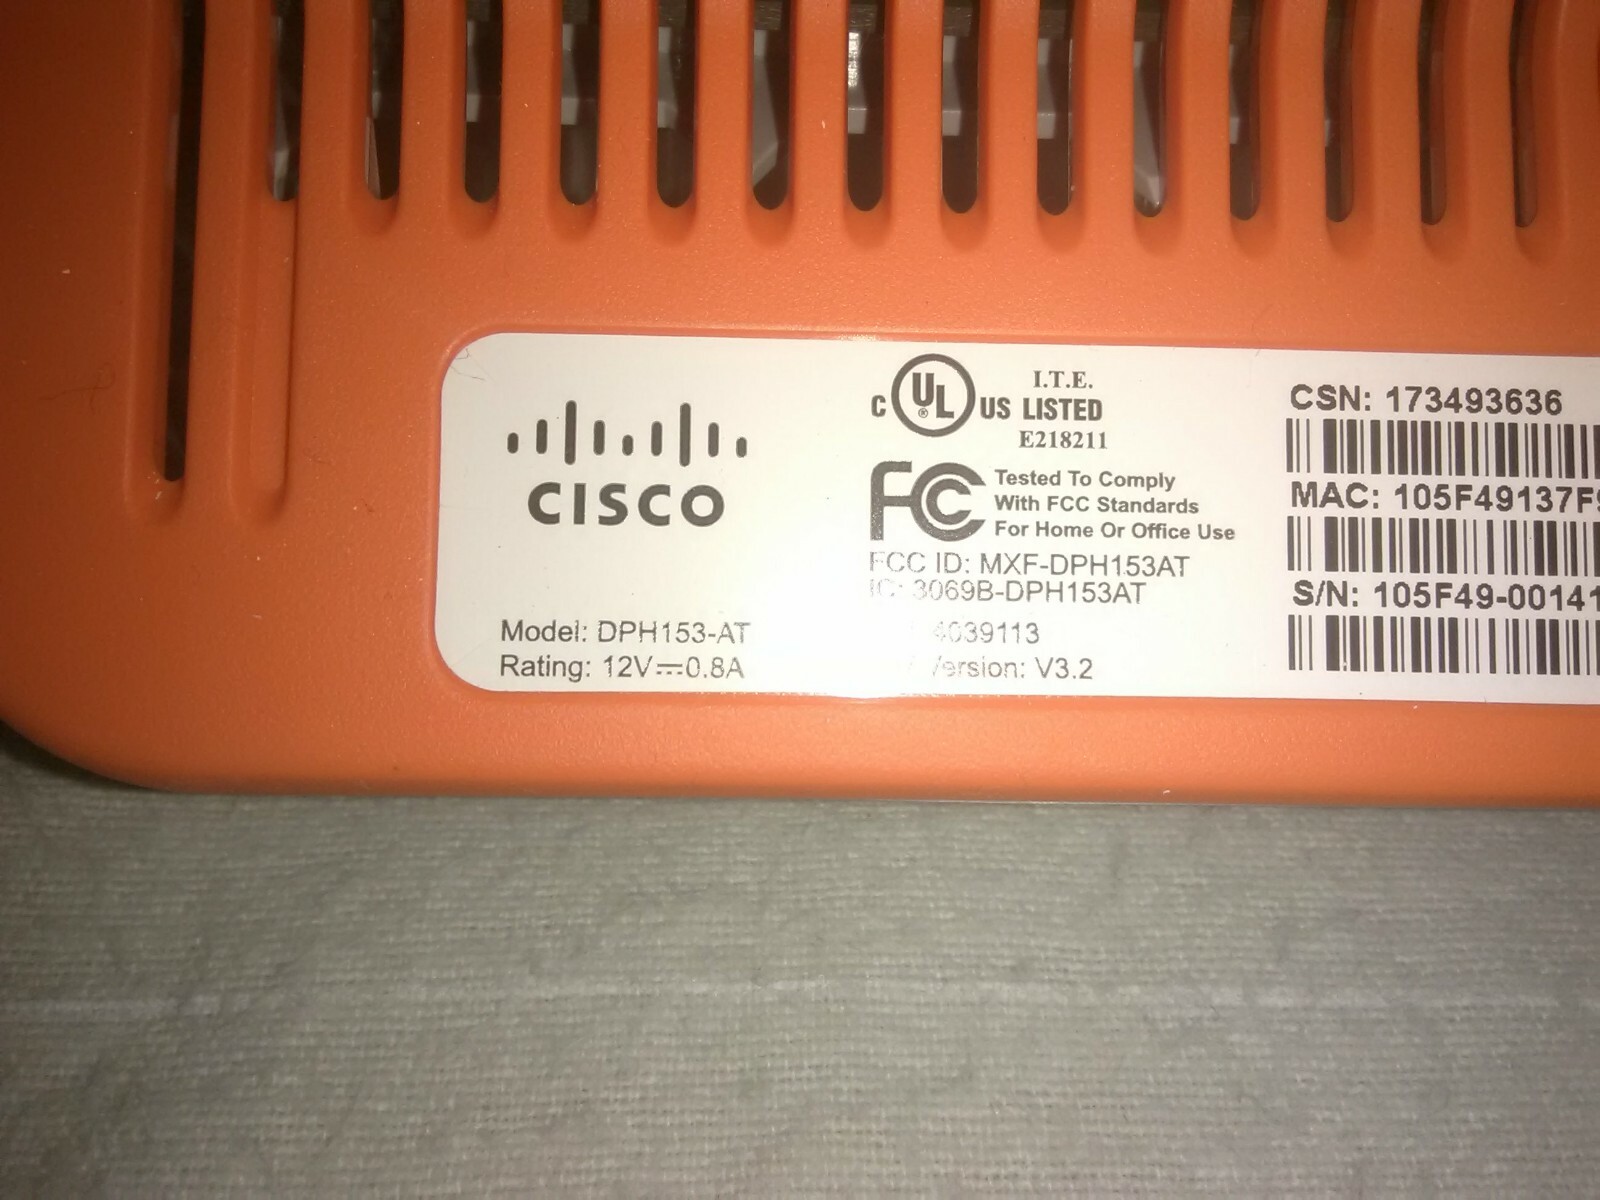 CISCO
Model: DPH153-AT
Rating: 12V⎓0.8A
C UL ® US I.T.E. LISTED
E218211
FC Tested To Comply
With FCC Standards
For Home Or Office Use
FCC ID: MXF-DPH153AT
IC: 3069B-DPH153AT
4039113
Version: V3.2
CSN: 173493636
MAC: 105F49137F
S/N: 105F49-00141